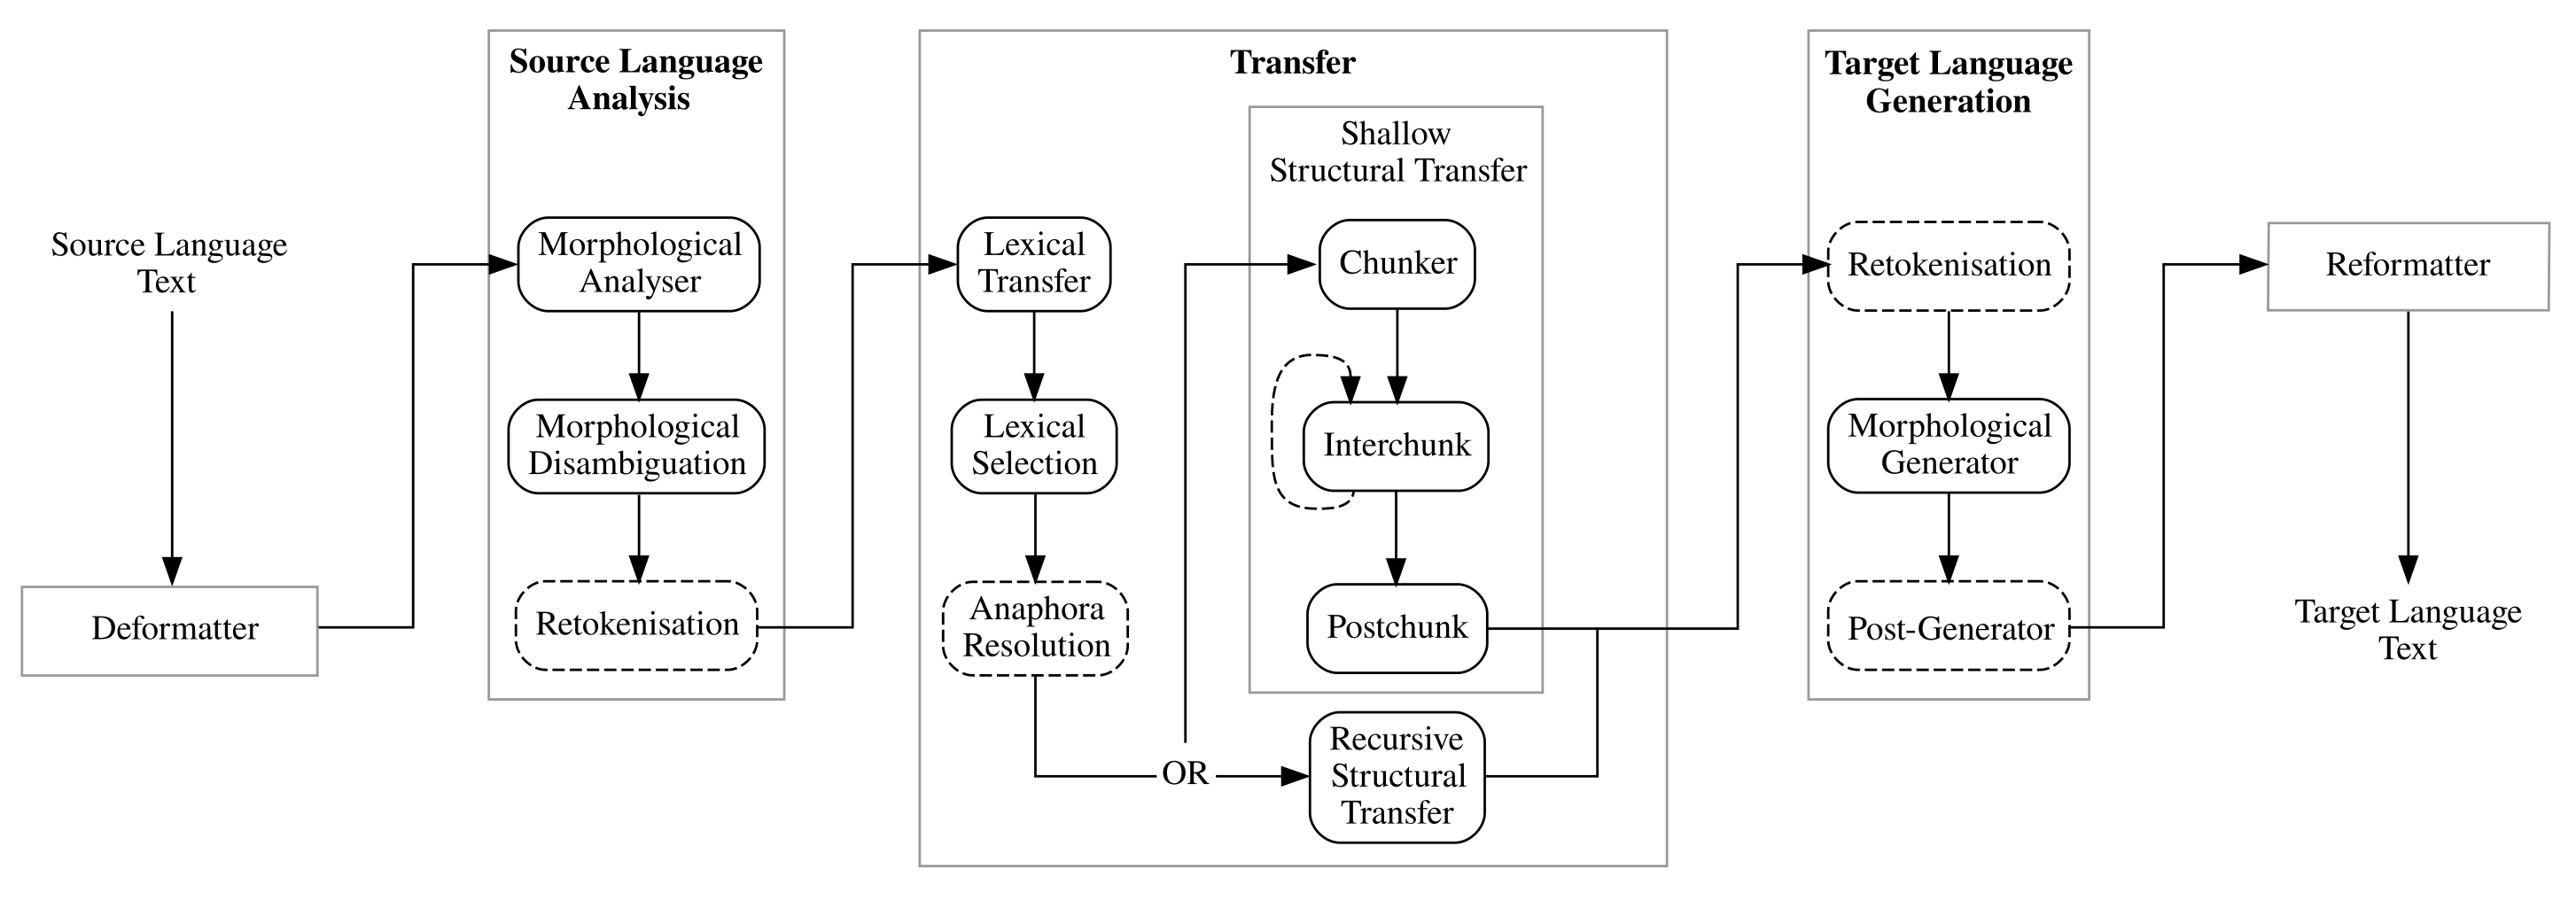 Source Language
Text
Deformatter
Source Language
Analysis
Morphological
Analyser
Morphological
Disambiguation
Retokenisation
Transfer
Lexical
Transfer
Lexical
Selection
Anaphora
Resolution
OR
Shallow
Structural Transfer
Chunker
Interchunk
Postchunk
Recursive
Structural
Transfer
Target Language
Generation
Retokenisation
Morphological
Generator
Post-Generator
Reformatter
Target Language
Text